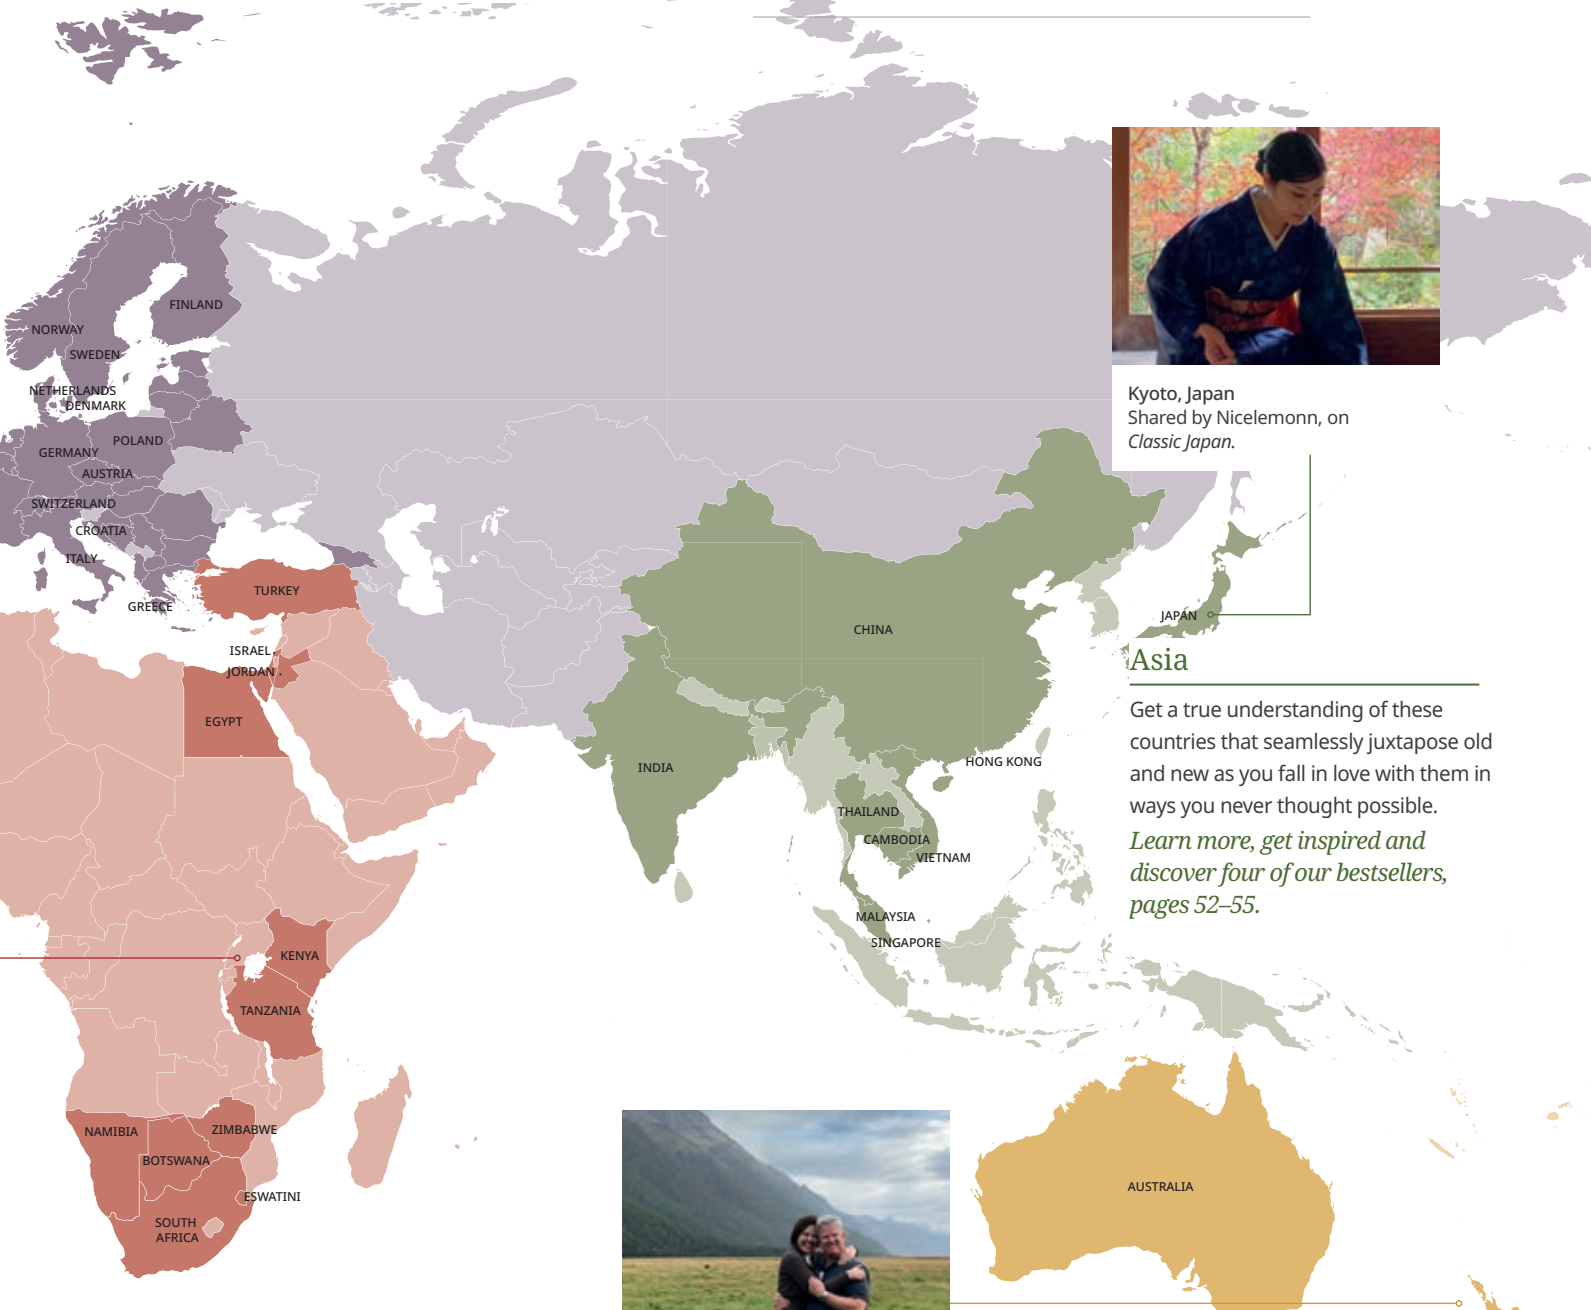 FINLAND
NORWAY
SWEDEN
NETHERLANDS
DENMARK
POLAND
GERMANY
AUSTRIA
SWITZERLAND
CROATIA
ITALY
GREECE
TURKEY
ISRAEL
JORDAN
EGYPT
KENYA
TANZANIA
NAMIBIA
ZIMBABWE
BOTSWANA
ESWATINI
SOUTH
AFRICA
CHINA
INDIA
HONG KONG
THAILAND
CAMBODIA
VIETNAM
MALAYSIA
SINGAPORE
JAPAN
Kyoto, Japan
Shared by Nicelemonn, on
Classic Japan.
Asia
Get a true understanding of these
countries that seamlessly juxtapose old
and new as you fall in love with them in
ways you never thought possible.
Learn more, get inspired and
discover four of our bestsellers,
pages 52–55.
AUSTRALIA